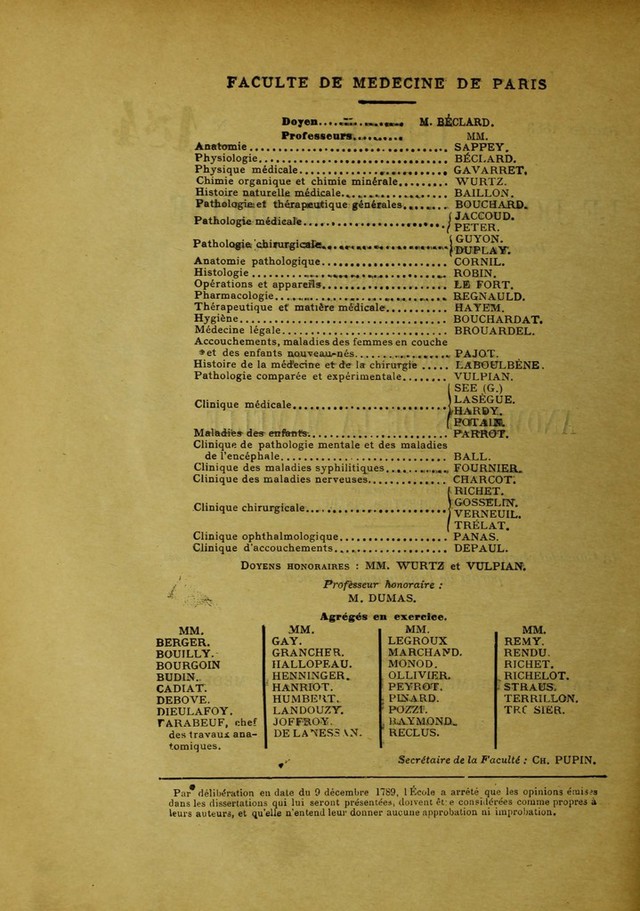 FACULTE DE MEDECINE DE PARIS
Doyen................... M. BÉCLARD.
Professeurs.......... MM.
Anatomie........................................ SAPPEY.
Physiologie...................................... BÉCLARD.
Physique médicale.............................. GAVARRET.
Chimie organique et chimie minérale......... WURTZ.
Histoire naturelle médicale.................... BAILLON.
Pathologie et thérapeutique générales........ BOUCHARD.
Pathologie médicale............................. { JACCOUD.
PETER.
Pathologie chirurgicale......................... { GUYON.
DUPLAY.
Anatomie pathologique......................... CORNIL.
Histologie....................................... ROBIN.
Opérations et appareils........................ LE FORT.
Pharmacologie.................................. REGNAULD.
Thérapeutique et matière médicale........... HAYEM.
Hygiène......................................... BOUCHARDAT.
Médecine légale................................ BROUARDEL.
Accouchements, maladies des femmes en couche
et des enfants nouveau-nés................. PAJOT.
Histoire de la médecine et de la chirurgie ..... LABOULBÈNE.
Pathologie comparée et expérimentale........ VULPIAN.
Clinique médicale.............................. { SEE (G.)
LASÉGUE.
HARDY.
POTAIN.
Maladies des enfants.......................... PARROT.
Clinique de pathologie mentale et des maladies
de l'encéphale................................ BALL.
Clinique des maladies syphilitiques........... FOURNIER.
Clinique des maladies nerveuses.............. CHARCOT.
Clinique chirurgicale........................... { RICHET.
GOSSELIN.
VERNEUIL.
TRÉLAT.
Clinique ophthalmologique.................... PANAS.
Clinique d'accouchements..................... DEPAUL.
DOYENS HONORAIRES : MM. WURTZ et VULPIAN.
Professeur honoraire :
M. DUMAS.
Agrégés en exercice.
MM.
BERGER.
BOUILLY.
BOURGOIN
BUDIN.
CADIAT.
DEBOVE.
DIEULAFOY.
FARABEUF, chef
des travaux ana-
tomiques.
MM.
GAY.
GRANCHER.
HALLOPEAU.
HENNINGER.
HANRIOT.
HUMBERT.
LANDOUZY.
JOFFROY.
DE LANESSAN.
MM.
LEGROUX
MARCHAND.
MONOD.
OLLIVIER.
PEYROT.
PINARD.
POZZI.
RAYMOND.
RECLUS.
MM.
REMY.
RENDU.
RICHET.
RICHELOT.
STRAUS.
TERRILLON.
TROISIER.
Secrétaire de la Faculté : CH. PUPIN.
Par délibération en date du 9 décembre 1789, l'École a arrêté que les opinions émises
dans les dissertations qui lui seront présentées, doivent être considérées comme propres à
leurs auteurs, et qu'elle n'entend leur donner aucune approbation ni improbation.